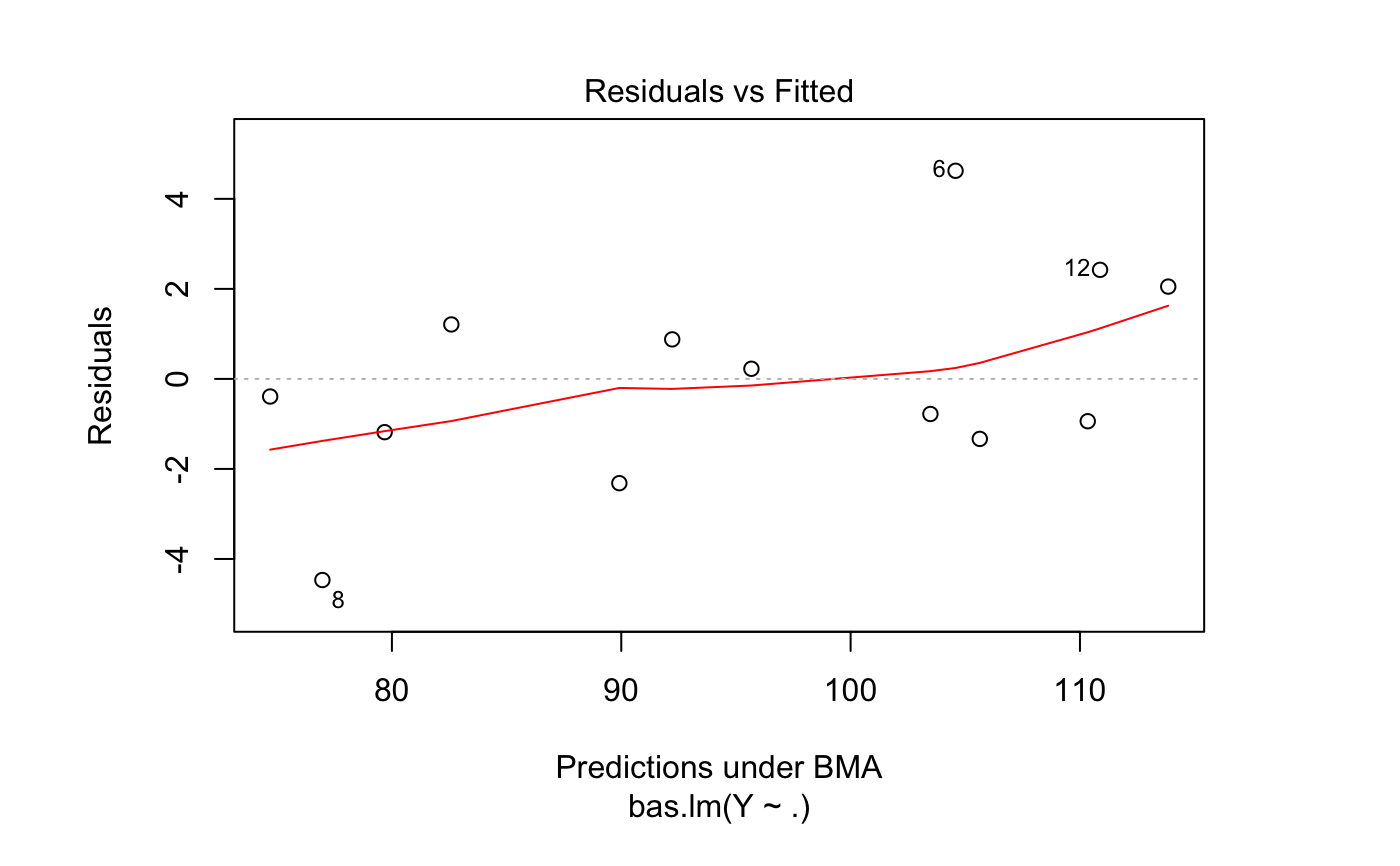 Residuals vs Fitted
Residuals
4
2
0
-2
-4
6
12
8
80 90 100 110
Predictions under BMA
bas.lm(Y ~ .)